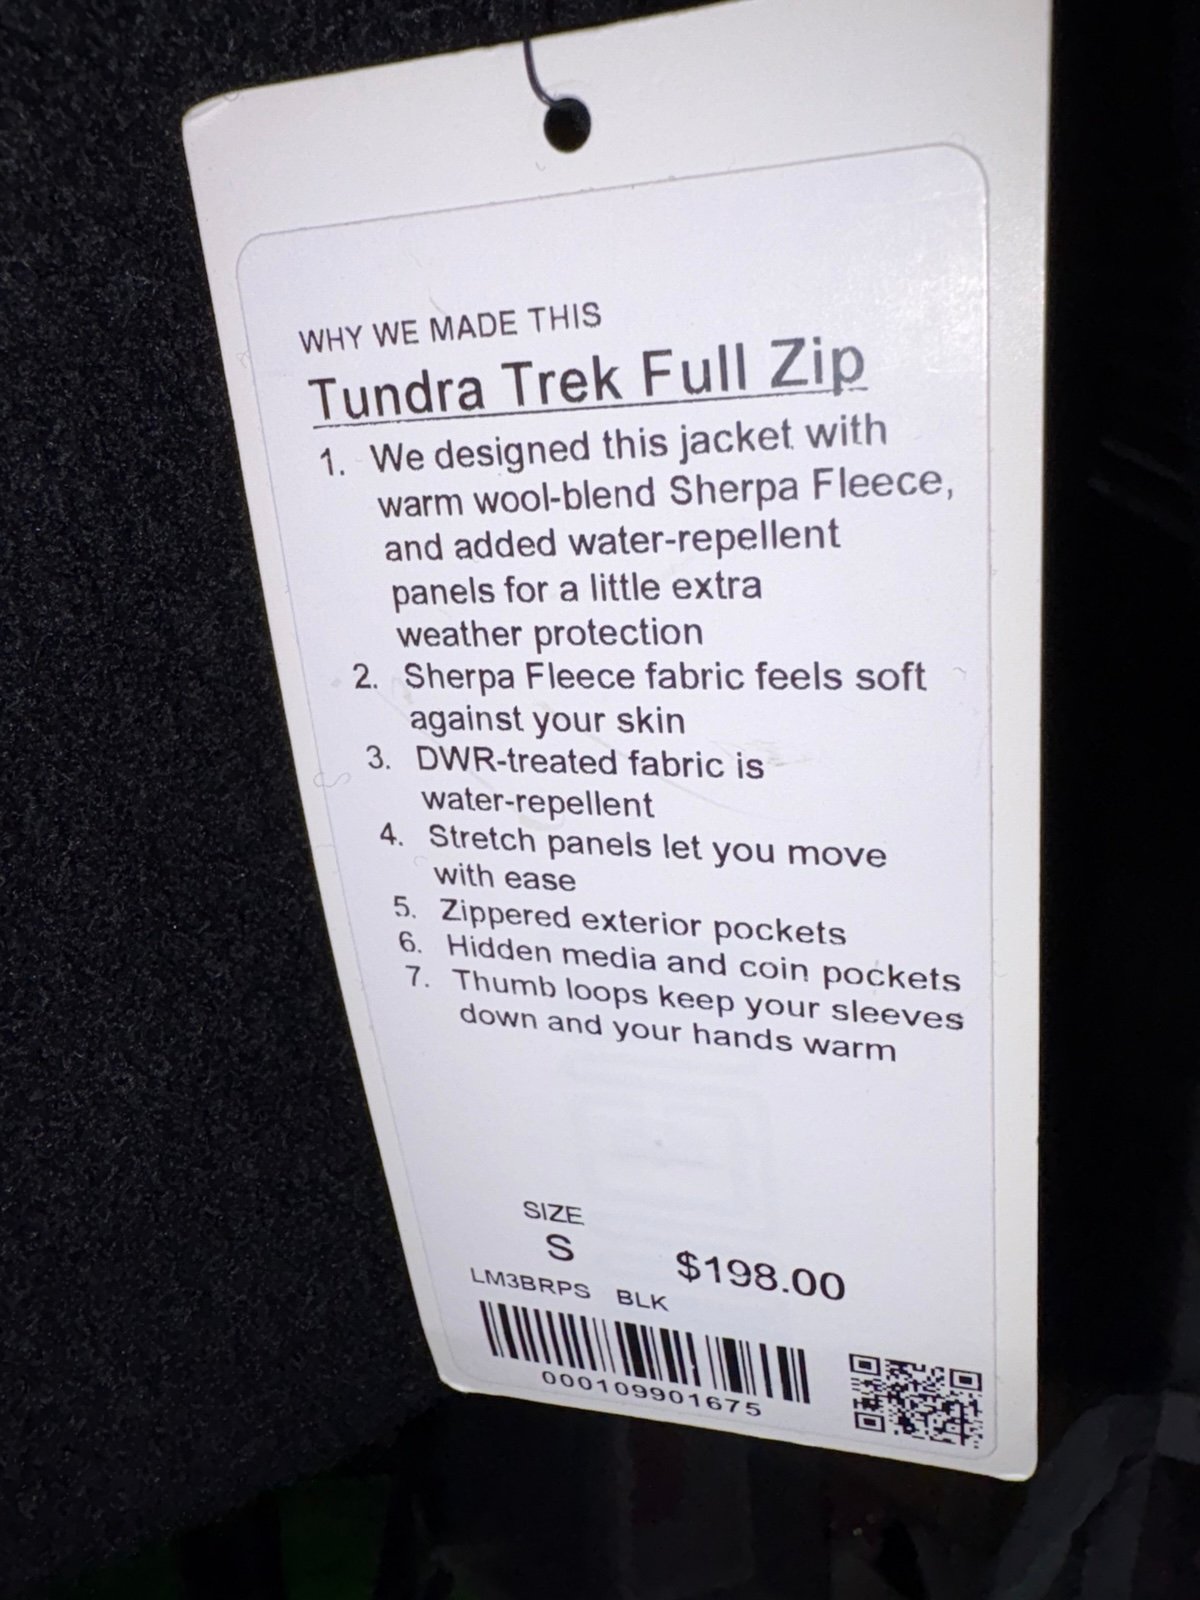 WHY WE MADE THIS
Tundra Trek Full Zip
1. We designed this jacket with
warm wool-blend Sherpa Fleece,
and added water-repellent
panels for a little extra
weather protection
2. Sherpa Fleece fabric feels soft
against your skin
3. DWR-treated fabric is
water-repellent
4. Stretch panels let you move
with ease
5. Zippered exterior pockets
6. Hidden media and coin pockets
7. Thumb loops keep your sleeves
down and your hands warm
SIZE
S
$198.00
LM3BRPS BLK
000109901675